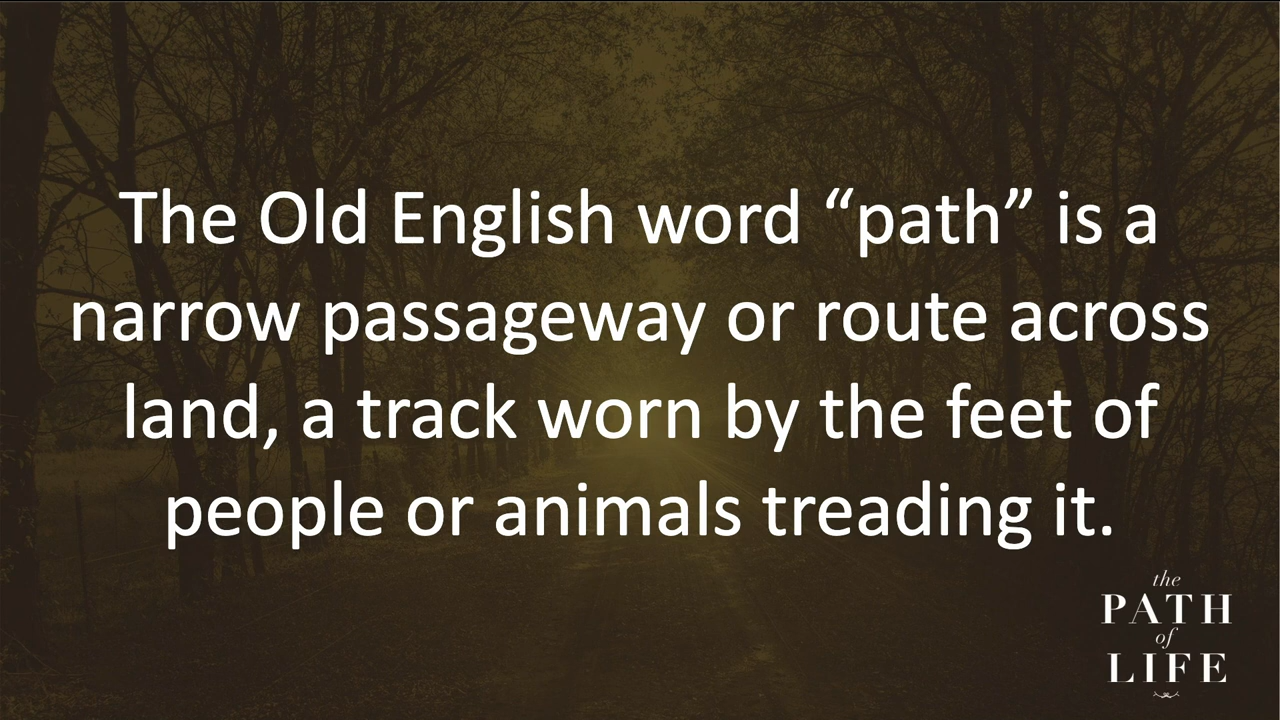 The Old English word “path” is a
narrow passageway or route across
land, a track worn by the feet of
people or animals treading it.
the
PATH
of
LIFE